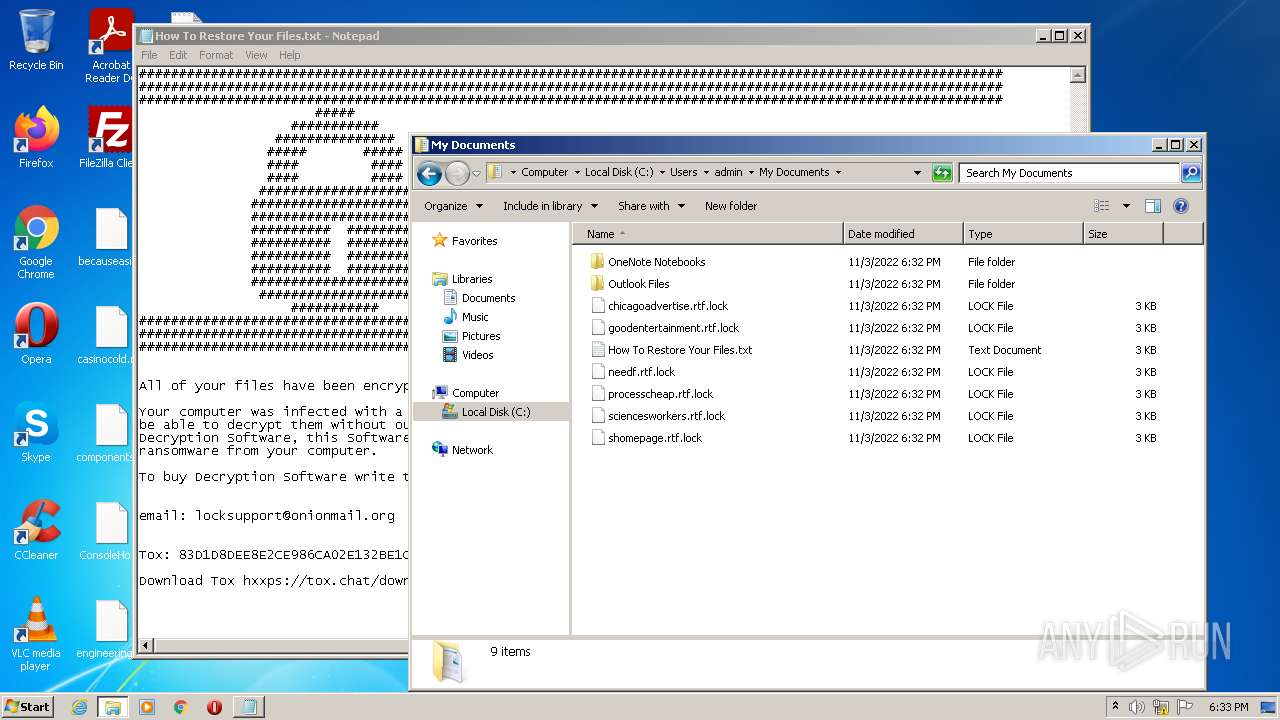 Recycle Bin
Acrobat
Reader D
Firefox
FileZilla Clie
Google
Chrome
becauseasi
Opera
casinocold.r
Skype
components
CCleaner
ConsoleHo
VLC media
player
engineering
How To Restore Your Files.txt - Notepad
File Edit Format View Help
All of your files have been encryp
Your computer was infected with a
be able to decrypt them without ou
Decryption Software, this Software
ransomware from your computer.
To buy Decryption Software write t
email: locksupport@onionmail.org
Tox: 83D1D8DEE8E2CE986CA02E132BE1C
Download Tox hxxps://tox.chat/down
My Documents
Computer Local Disk (C:) Users admin My Documents
Search My Documents
Organize Include in library Share with New folder
Favorites
Libraries
Documents
Music
Pictures
Videos
Computer
Local Disk (C:)
Network
Name Date modified Type Size
OneNote Notebooks 11/3/2022 6:32 PM File folder
Outlook Files 11/3/2022 6:32 PM File folder
chicagoadvertise.rtf.lock 11/3/2022 6:32 PM LOCK File 3 KB
goodentertainment.rtf.lock 11/3/2022 6:32 PM LOCK File 3 KB
How To Restore Your Files.txt 11/3/2022 6:32 PM Text Document 3 KB
needf.rtf.lock 11/3/2022 6:32 PM LOCK File 3 KB
processcheap.rtf.lock 11/3/2022 6:32 PM LOCK File 3 KB
sciencesworkers.rtf.lock 11/3/2022 6:32 PM LOCK File 3 KB
shomepage.rtf.lock 11/3/2022 6:32 PM LOCK File KB
9 items
ANY RUN
Start
6:33 PM